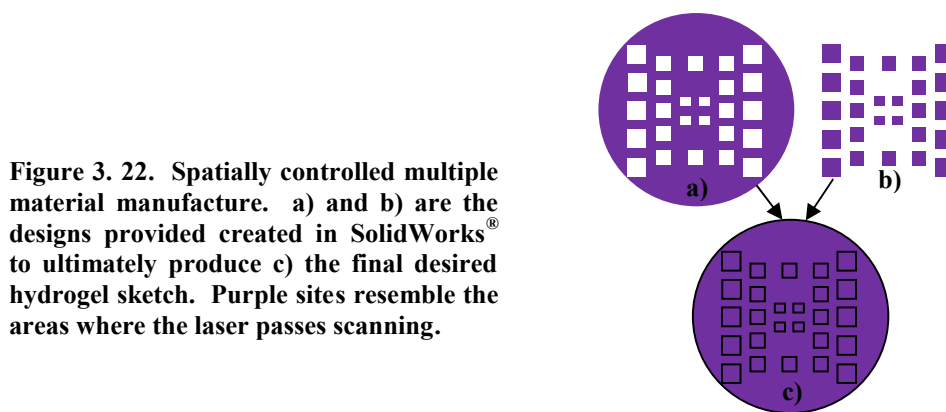 Figure 3. 22. Spatially controlled multiple
material manufacture. a) and b) are the
designs provided created in SolidWorks®
to ultimately produce c) the final desired
hydrogel sketch. Purple sites resemble the
areas where the laser passes scanning.
a)
b)
c)